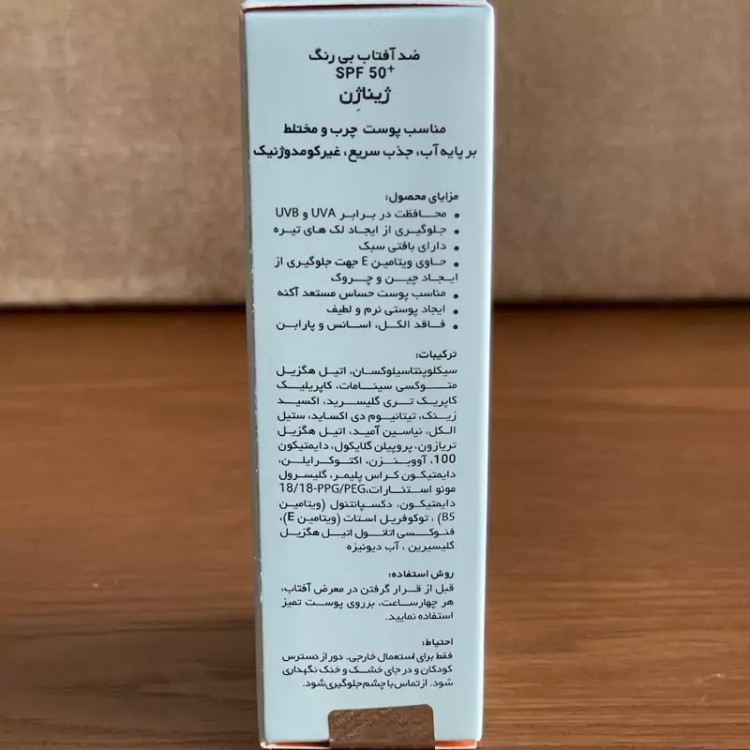 ضد آفتاب بی رنگ
SPF 50+
ژیناژن
مناسب پوست چرب و مختلط
بر پایه آب، جذب سریع، غیرکومدوژنیک
مزایای محصول:
• محافظت در برابر UVA و UVB
• جلوگیری از ایجاد لک های تیره
• دارای بافتی سبک
• حاوی ویتامین E جهت جلوگیری از
ایجاد چین و چروک
• مناسب پوست حساس مستعد آکنه
• ایجاد پوستی نرم و لطیف
• فاقد الکل، اسانس و پارابن
ترکیبات:
سیکلوپنتاسیلوکسان، اتیل هگزیل
متوکسی سینامات، کاپریلیک
کاپریک تری گلیسرید، اکسید
زینک، تیتانیوم دی اکساید، ستیل
الکل، نیاسین آمید، اتیل هگزیل
تریازون، پروپیلن گلایکول، دایمتیکون
100، آووبنزن، اکتوکرایلن،
دایمتیکون کراس پلیمر، گلیسرول
مونو استئارات، PPG/PEG-18/18
دایمتیکون، دکسپانتنول (ویتامین
B5) ، توکوفریل استات (ویتامین E)،
فنوکسی اتانول اتیل هگزیل
گلیسیرین ، آب دیونیزه
روش استفاده:
قبل از قرار گرفتن در معرض آفتاب،
هر چهارساعت، برروی پوست تمیز
استفاده نمایید.
احتیاط:
فقط برای استعمال خارجی. دور از دسترس
کودکان و در جای خشک و خنک نگهداری
شود. از تماس با چشم جلوگیری شود.